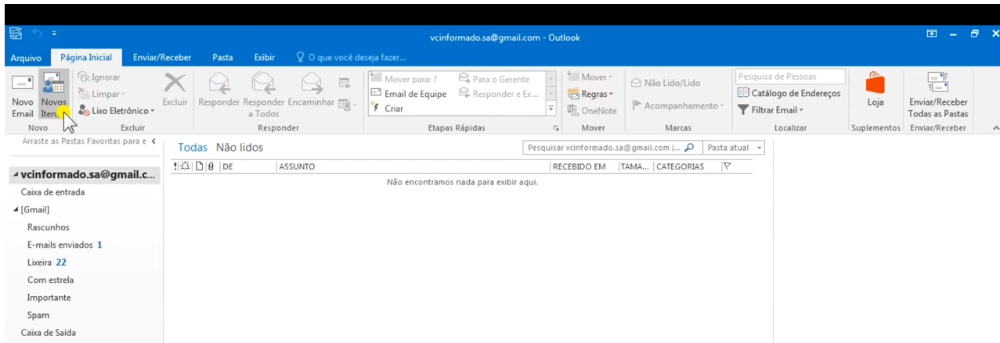 vcinformado.sa@gmail.com - Outlook
Arquivo Página Inicial Enviar/Receber Pasta Exibir O que você deseja fazer...
Novo Email
Novos Iten...
Ignorar
Limpar
Lixo Eletrônico
Excluir
Responder
Responder a Todos
Encaminhar
Mover para: ?
Email de Equipe
Criar
Para o Gerente
Responder e Ex...
Mover
Regras
OneNote
Não Lido/Lido
Acompanhamento
Pesquisa de Pessoas
Catálogo de Endereços
Filtrar Email
Loja
Enviar/Receber Todas as Pastas
Novo Excluir Responder Etapas Rápidas Mover Marcas Localizar Suplementos Enviar/Receber
Arraste as Pastas Favoritas para e
vcinformado.sa@gmail.c...
Caixa de entrada
[Gmail]
Rascunhos
E-mails enviados 1
Lixeira 22
Com estrela
Importante
Spam
Caixa de Saída
Todas Não lidos
Pesquisar vcinformado.sa@gmail.com (... Pasta atual
DE ASSUNTO RECEBIDO EM TAMA... CATEGORIAS
Não encontramos nada para exibir aqui.